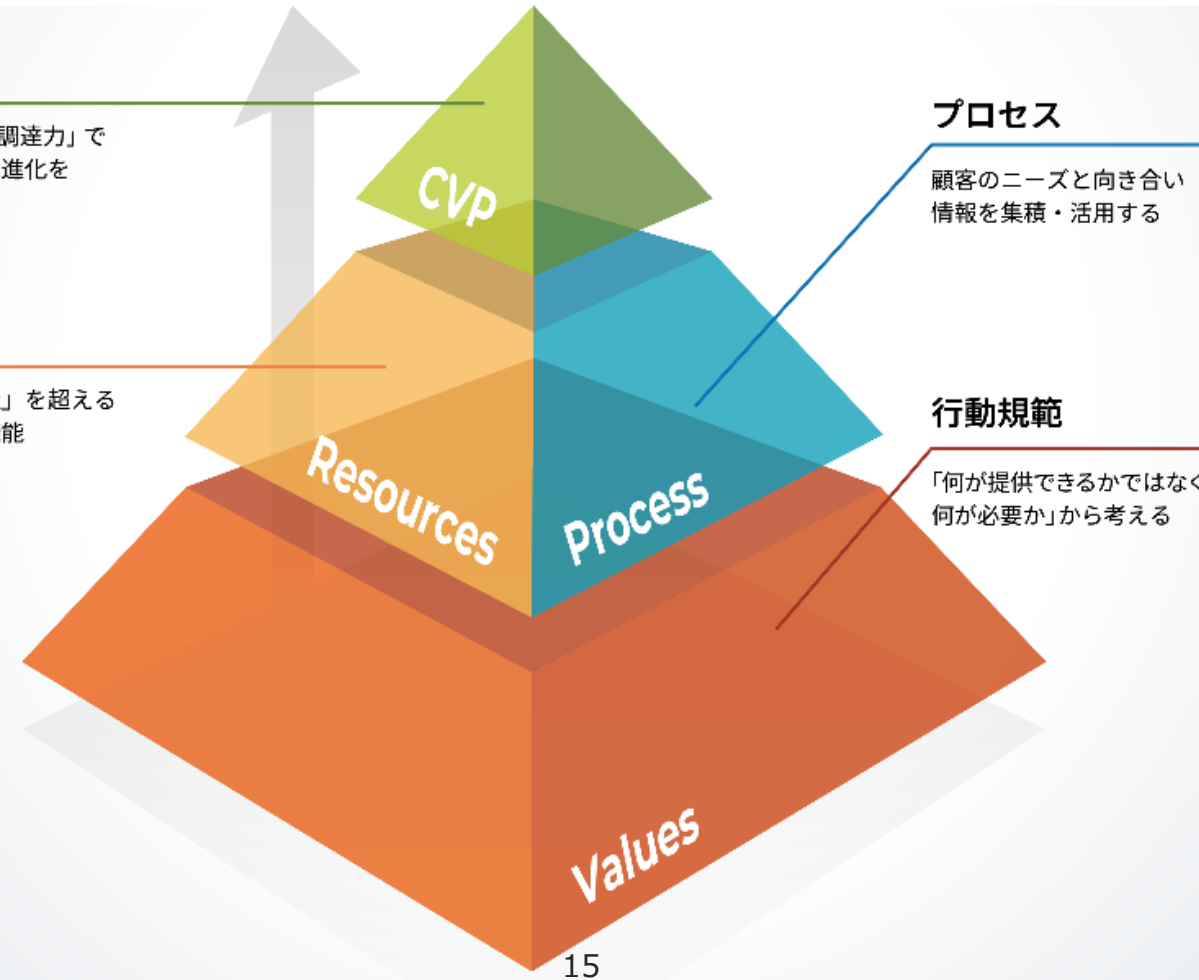 調達力」で
進化を
」を超える
能
CVP
Resources
Process
Values
プロセス
顧客のニーズと向き合い
情報を集積・活用する
行動規範
「何が提供できるかではなく
何が必要か」から考える
15